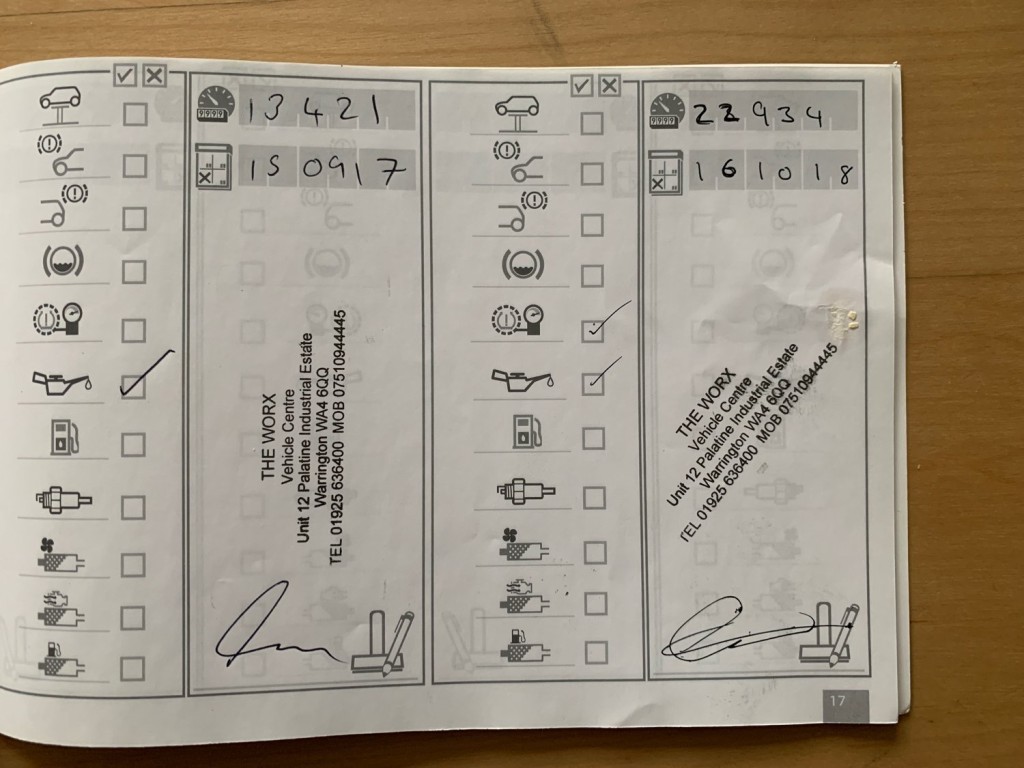 13421
150917
THE WORX
Vehicle Centre
Unit 12 Palatine Industrial Estate
Warrington WA4 6QQ
TEL 01925 636400 MOB 07510944445
22934
161018
THE WORX
Vehicle Centre
Unit 12 Palatine Industrial Estate
Warrington WA4 6QQ
TEL 01925 636400 MOB 07510944445
17